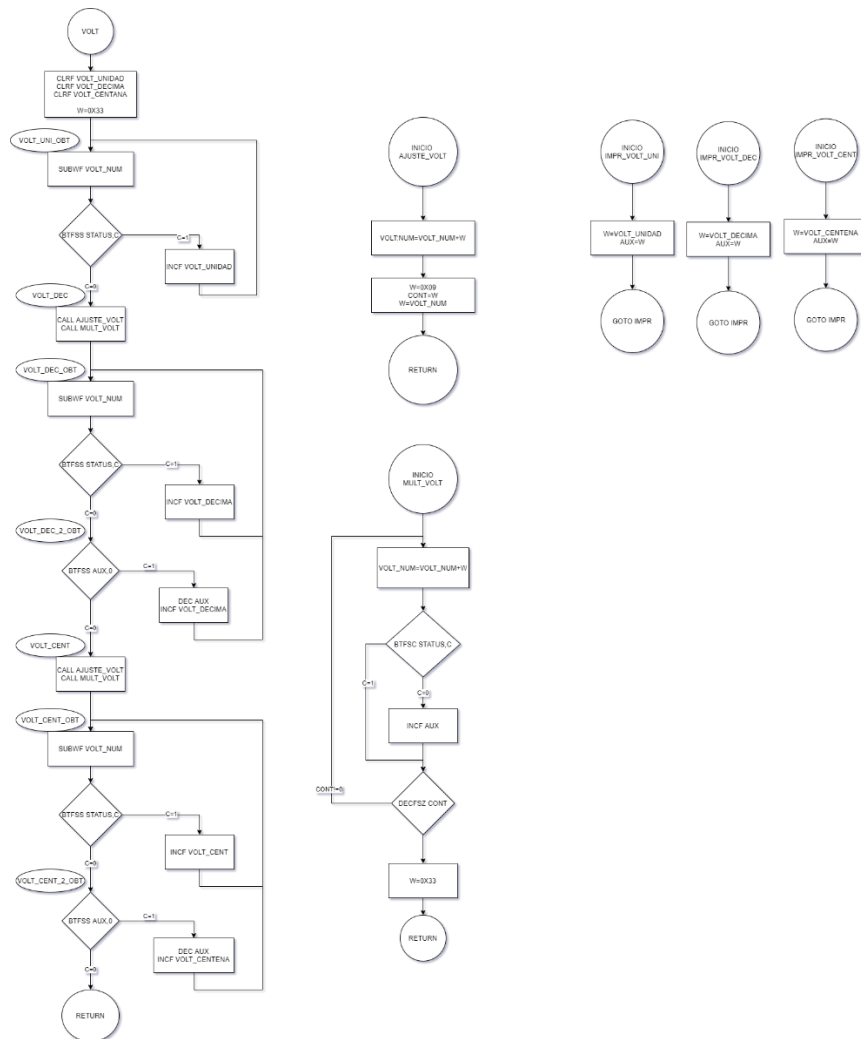 VOLT
CLRF VOLT_UNIDAD
CLRF VOLT_DECIMA
CLRF VOLT_CENTANA
W=0X33
VOLT_UNI_OBT
SUBWF VOLT_NUM
BTFSS STATUS,C
C=1;
INCF VOLT_UNIDAD
C=0;
VOLT_DEC
CALL AJUSTE_VOLT
CALL MULT_VOLT
VOLT_DEC_OBT
SUBWF VOLT_NUM
BTFSS STATUS,C
C=1;
INCF VOLT_DECIMA
C=0;
VOLT_DEC_2_OBT
BTFSS AUX,0
C=1;
DEC AUX
INCF VOLT_DECIMA
C=0;
VOLT_CENT
CALL AJUSTE_VOLT
CALL MULT_VOLT
VOLT_CENT_OBT
SUBWF VOLT_NUM
BTFSS STATUS,C
C=1;
INCF VOLT_CENT
C=0;
VOLT_CENT_2_OBT
BTFSS AUX,0
C=1;
DEC AUX
INCF VOLT_CENTENA
C=0;
RETURN
INICIO
AJUSTE_VOLT
VOLT.NUM=VOLT_NUM+W
W=0X09
CONT=W
W=VOLT_NUM
RETURN
INICIO
MULT_VOLT
VOLT_NUM=VOLT_NUM+W
BTFSC STATUS,C
C=1;
C=0;
INCF AUX
CONT!=0;
DECFSZ CONT
W=0X33
RETURN
INICIO
IMPR_VOLT_UNI
W=VOLT_UNIDAD
AUX=W
GOTO IMPR
INICIO
IMPR_VOLT_DEC
W=VOLT_DECIMA
AUX=W
GOTO IMPR
INICIO
IMPR_VOLT_CENT
W=VOLT_CENTENA
AUX=W
GOTO IMPR